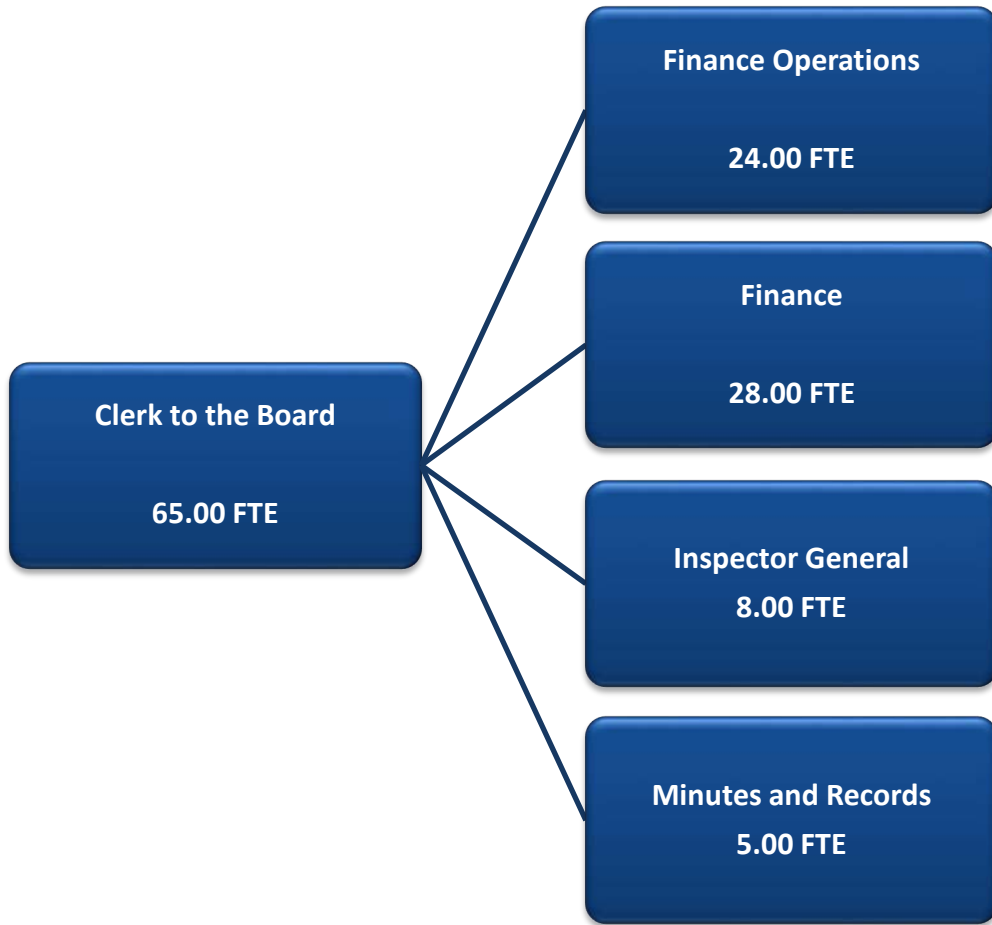 Clerk to the Board
65.00 FTE
Finance Operations
24.00 FTE
Finance
28.00 FTE
Inspector General
8.00 FTE
Minutes and Records
5.00 FTE